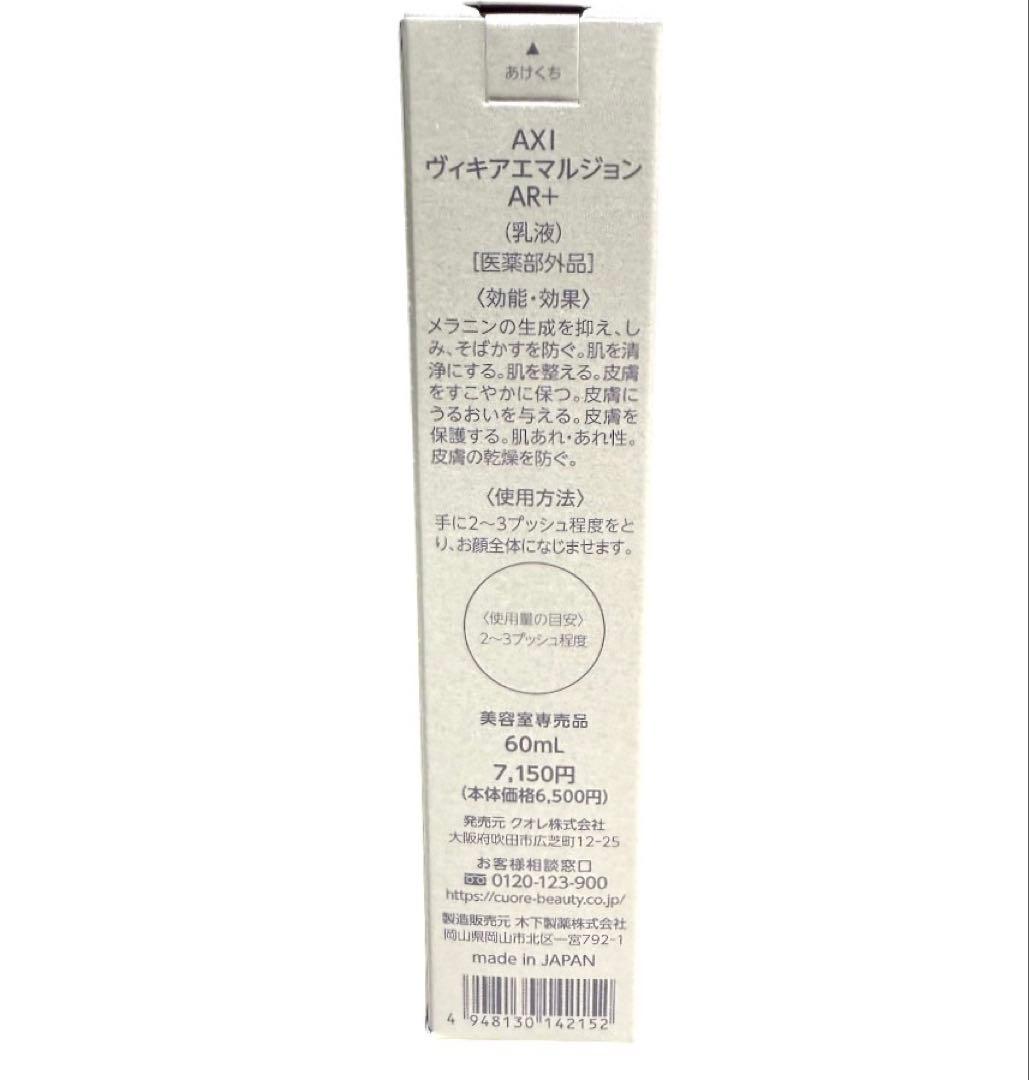 ▲
あけくち
AXI
ヴィキアエマルジョン
AR+
(乳液)
[医薬部外品]
〈効能・効果〉
メラニンの生成を抑え、し
み、そばかすを防ぐ。肌を清
浄にする。肌を整える。皮膚
をすこやかに保つ。皮膚に
うるおいを与える。皮膚を
保護する。肌あれ・あれ性。
皮膚の乾燥を防ぐ。
〈使用方法〉
手に2〜3プッシュ程度をと
り、お顔全体になじませます。
〈使用量の目安〉
2〜3プッシュ程度
美容室専売品
60mL
7,150円
(本体価格6,500円)
発売元 クオレ株式会社
大阪府吹田市広芝町12-25
お客様相談窓口
0120-123-900
https://cuore-beauty.co.jp/
製造販売元 木下製薬株式会社
岡山県岡山市北区一宮792-1
made in JAPAN
4 948130 142152